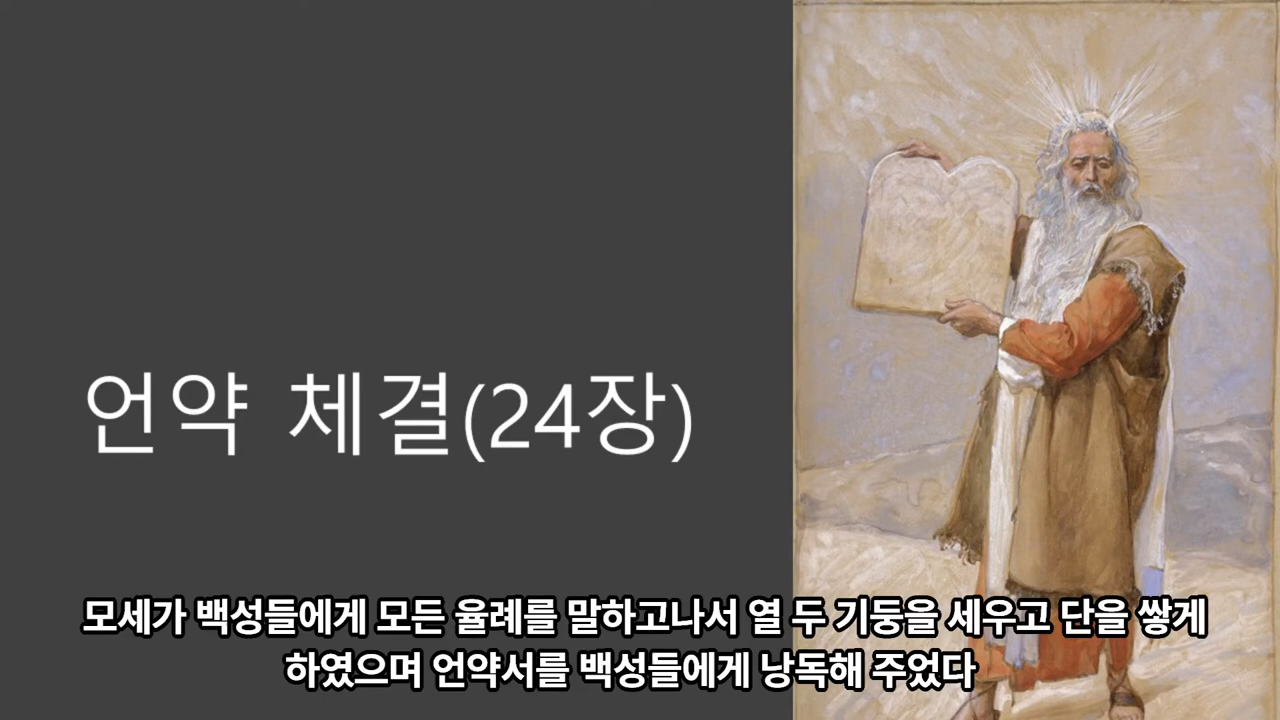 언약 체결(24장)
모세가 백성들에게 모든 율례를 말하고나서 열 두 기둥을 세우고 단을 쌓게
하였으며 언약서를 백성들에게 낭독해 주었다